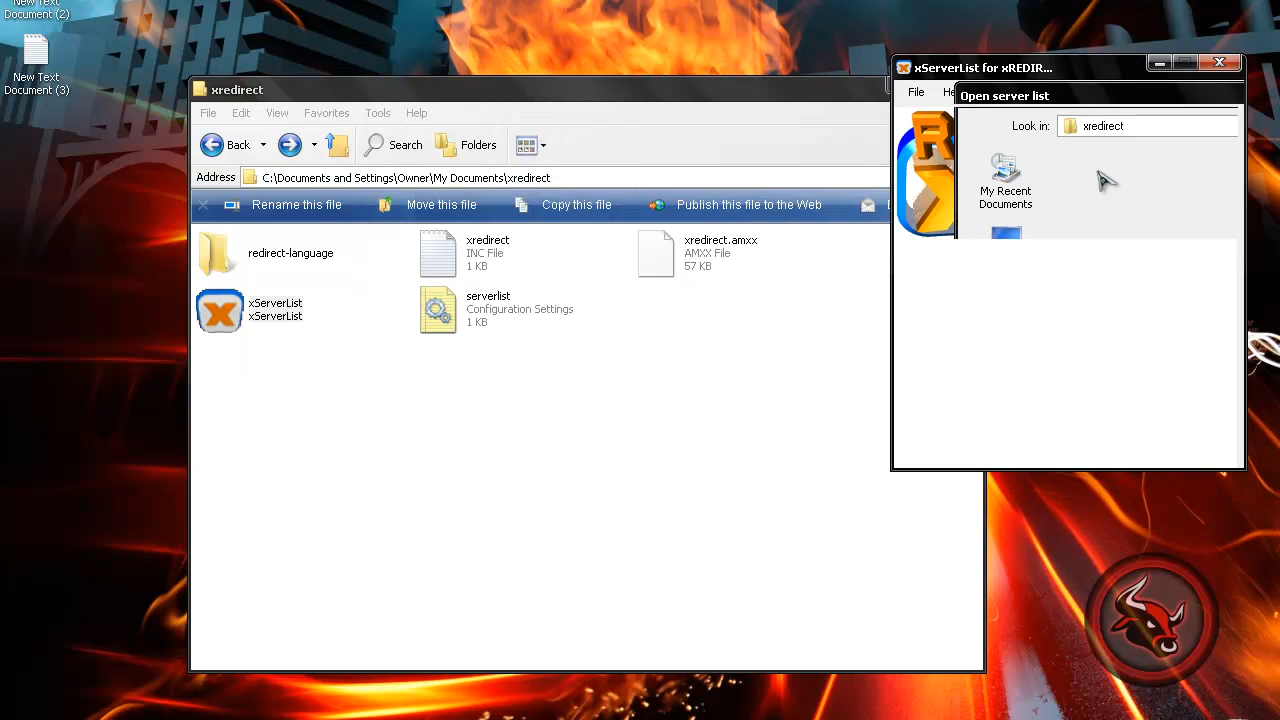 New Text
Document (2)
New Text
Document (3)
xredirect
File Edit View Favorites Tools Help
Back Search Folders
Address C:\Documents and Settings\Owner\My Documents\xredirect
Rename this file Move this file Copy this file Publish this file to the Web E
redirect-language
xredirect
INC File
1 KB
xredirect.amxx
AMXX File
57 KB
xServerList
xServerList
serverlist
Configuration Settings
1 KB
xServerList for xREDIR...
File He
Open server list
Look in: xredirect
My Recent
Documents